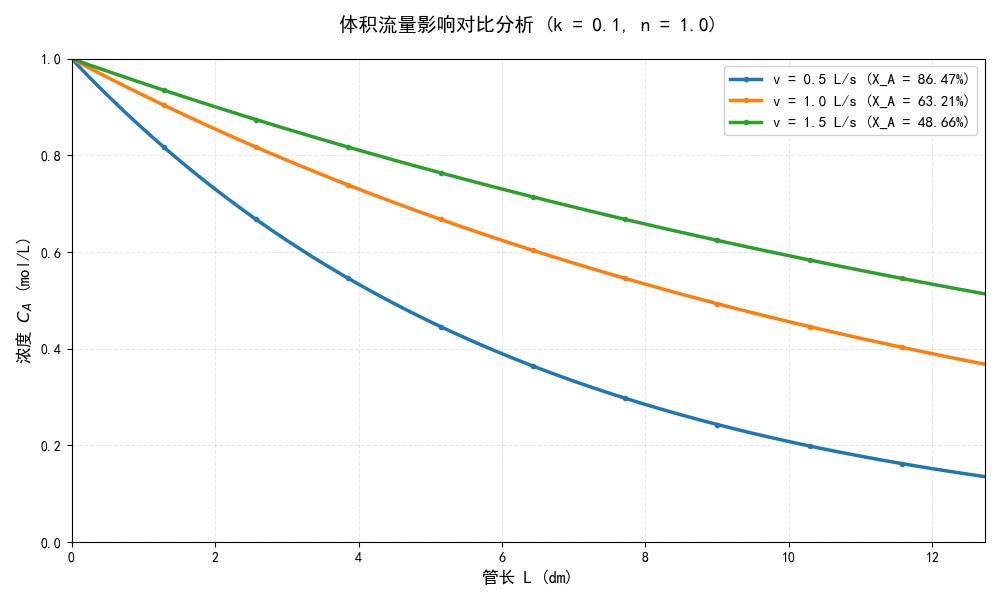 体积流量影响对比分析 (k = 0.1, n = 1.0)
v = 0.5 L/s (X_A = 86.47%)
v = 1.0 L/s (X_A = 63.21%)
v = 1.5 L/s (X_A = 48.66%)
浓度 C_A (mol/L)
1.0
0.8
0.6
0.4
0.2
0.0
0 2 4 6 8 10 12
管长 L (dm)